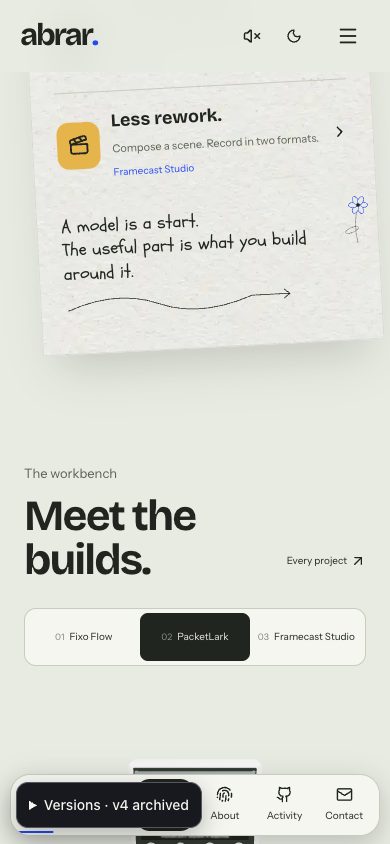 abrar.
Less rework.
Compose a scene. Record in two formats.
Framecast Studio
A model is a start.
The useful part is what you build
around it.
The workbench
Meet the
builds.
Every project
01 Fixo Flow
02 PacketLark
03 Framecast Studio
Versions · v4 archived
About
Activity
Contact